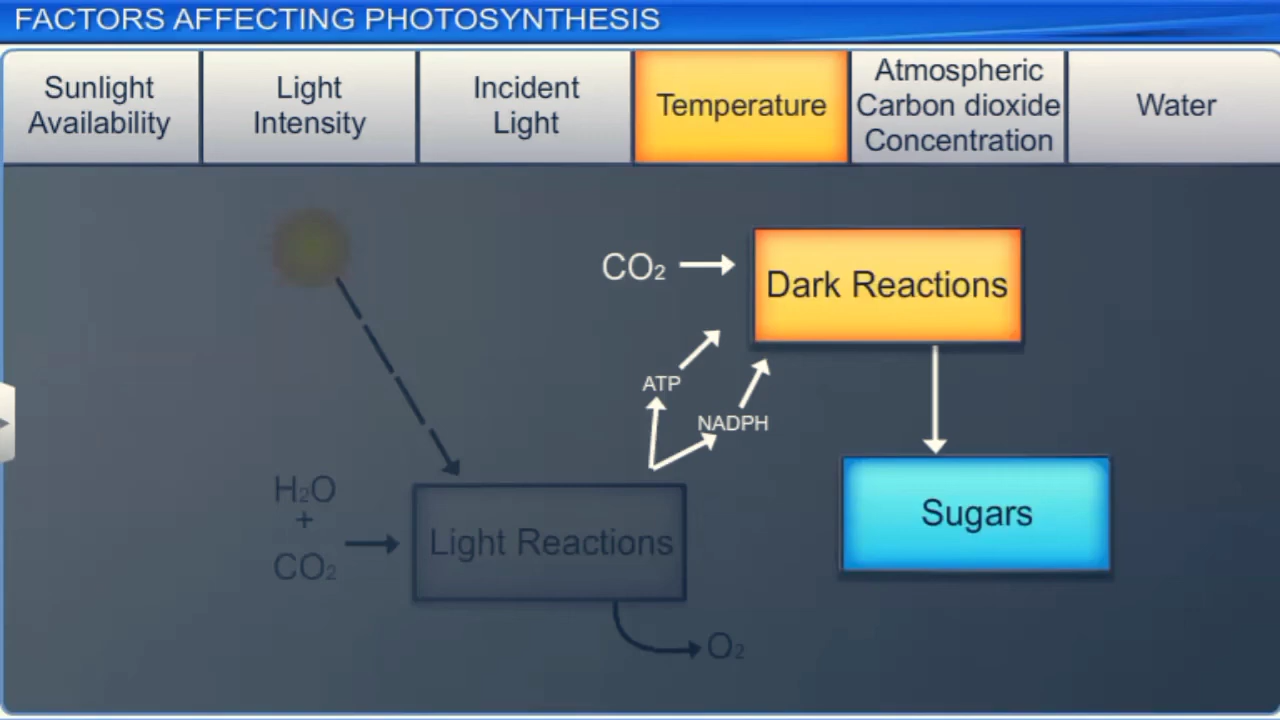 FACTORS AFFECTING PHOTOSYNTHESIS
Sunlight
Availability
Light
Intensity
Incident
Light
Temperature
Atmospheric
Carbon dioxide
Concentration
Water
CO₂
Dark Reactions
ATP
NADPH
H₂O
+
CO₂
Light Reactions
Sugars
O₂